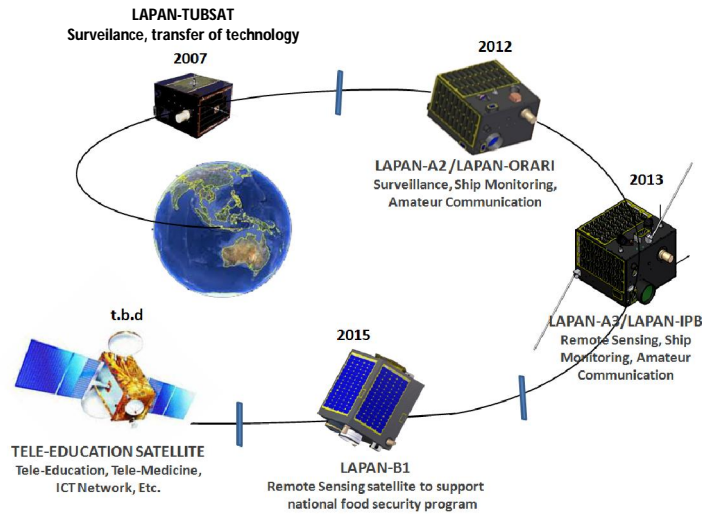 LAPAN-TUBSAT
Surveilance, transfer of technology
2007
2012
LAPAN-A2/LAPAN-ORARI
Surveillance, Ship Monitoring,
Amateur Communication
2013
LAPAN-A3/LAPAN-IPB
Remote Sensing, Ship
Monitoring, Amateur
Communication
2015
LAPAN-B1
Remote Sensing satellite to support
national food security program
t.b.d
TELE-EDUCATION SATELLITE
Tele-Education, Tele-Medicine,
ICT Network, Etc.